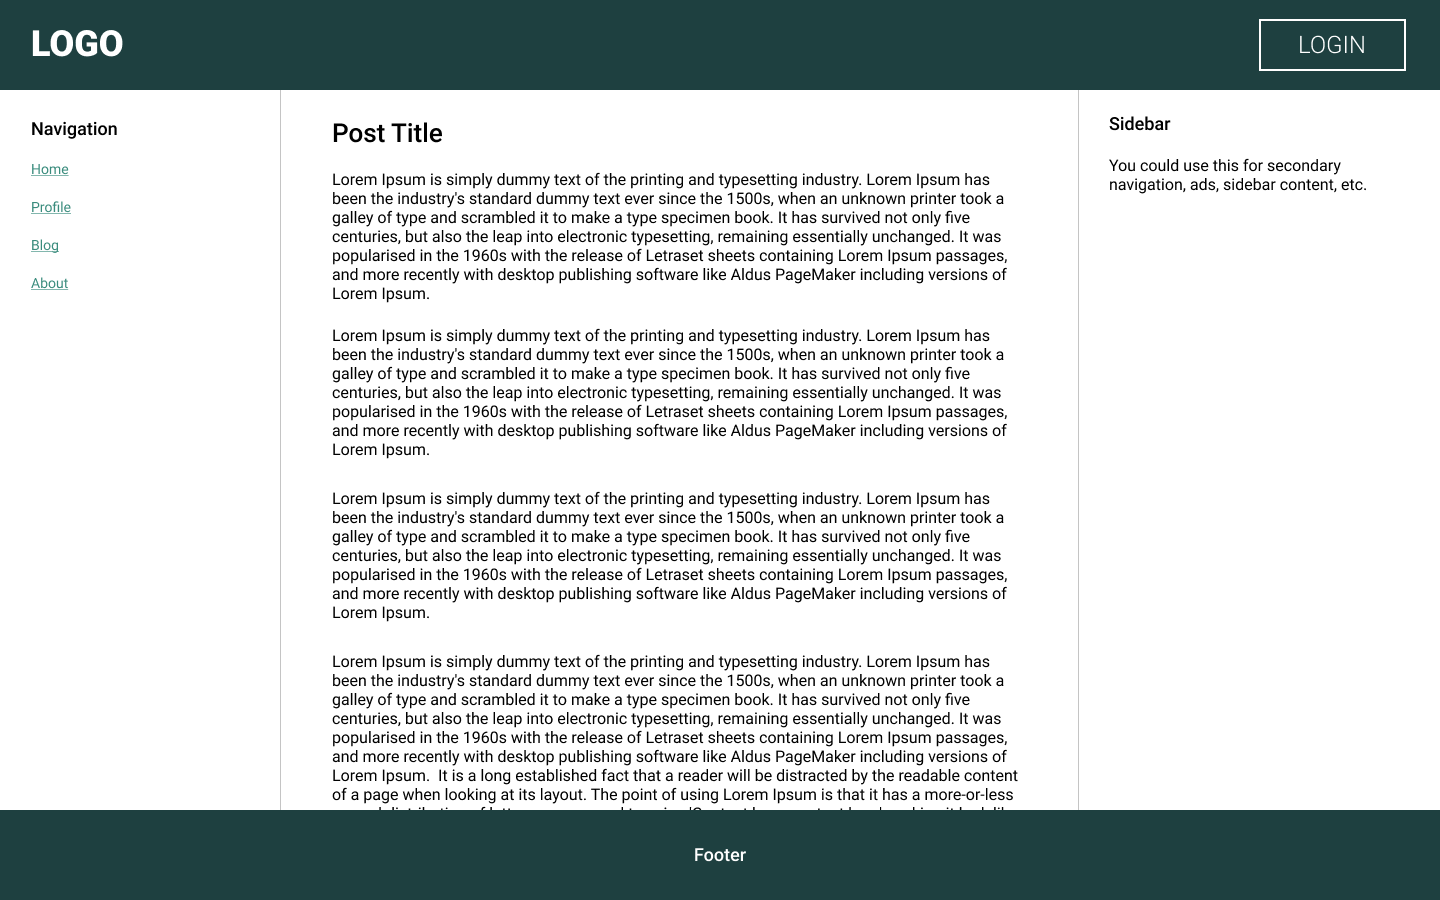 LOGO
LOGIN
Navigation
Home
Profile
Blog
About
Post Title
Lorem Ipsum is simply dummy text of the printing and typesetting industry. Lorem Ipsum has
been the industry's standard dummy text ever since the 1500s, when an unknown printer took a
galley of type and scrambled it to make a type specimen book. It has survived not only five
centuries, but also the leap into electronic typesetting, remaining essentially unchanged. It was
popularised in the 1960s with the release of Letraset sheets containing Lorem Ipsum passages,
and more recently with desktop publishing software like Aldus PageMaker including versions of
Lorem Ipsum.
Lorem Ipsum is simply dummy text of the printing and typesetting industry. Lorem Ipsum has
been the industry's standard dummy text ever since the 1500s, when an unknown printer took a
galley of type and scrambled it to make a type specimen book. It has survived not only five
centuries, but also the leap into electronic typesetting, remaining essentially unchanged. It was
popularised in the 1960s with the release of Letraset sheets containing Lorem Ipsum passages,
and more recently with desktop publishing software like Aldus PageMaker including versions of
Lorem Ipsum.
Lorem Ipsum is simply dummy text of the printing and typesetting industry. Lorem Ipsum has
been the industry's standard dummy text ever since the 1500s, when an unknown printer took a
galley of type and scrambled it to make a type specimen book. It has survived not only five
centuries, but also the leap into electronic typesetting, remaining essentially unchanged. It was
popularised in the 1960s with the release of Letraset sheets containing Lorem Ipsum passages,
and more recently with desktop publishing software like Aldus PageMaker including versions of
Lorem Ipsum.
Lorem Ipsum is simply dummy text of the printing and typesetting industry. Lorem Ipsum has
been the industry's standard dummy text ever since the 1500s, when an unknown printer took a
galley of type and scrambled it to make a type specimen book. It has survived not only five
centuries, but also the leap into electronic typesetting, remaining essentially unchanged. It was
popularised in the 1960s with the release of Letraset sheets containing Lorem Ipsum passages,
and more recently with desktop publishing software like Aldus PageMaker including versions of
Lorem Ipsum.  It is a long established fact that a reader will be distracted by the readable content
of a page when looking at its layout. The point of using Lorem Ipsum is that it has a more-or-less
Sidebar
You could use this for secondary
navigation, ads, sidebar content, etc.
Footer